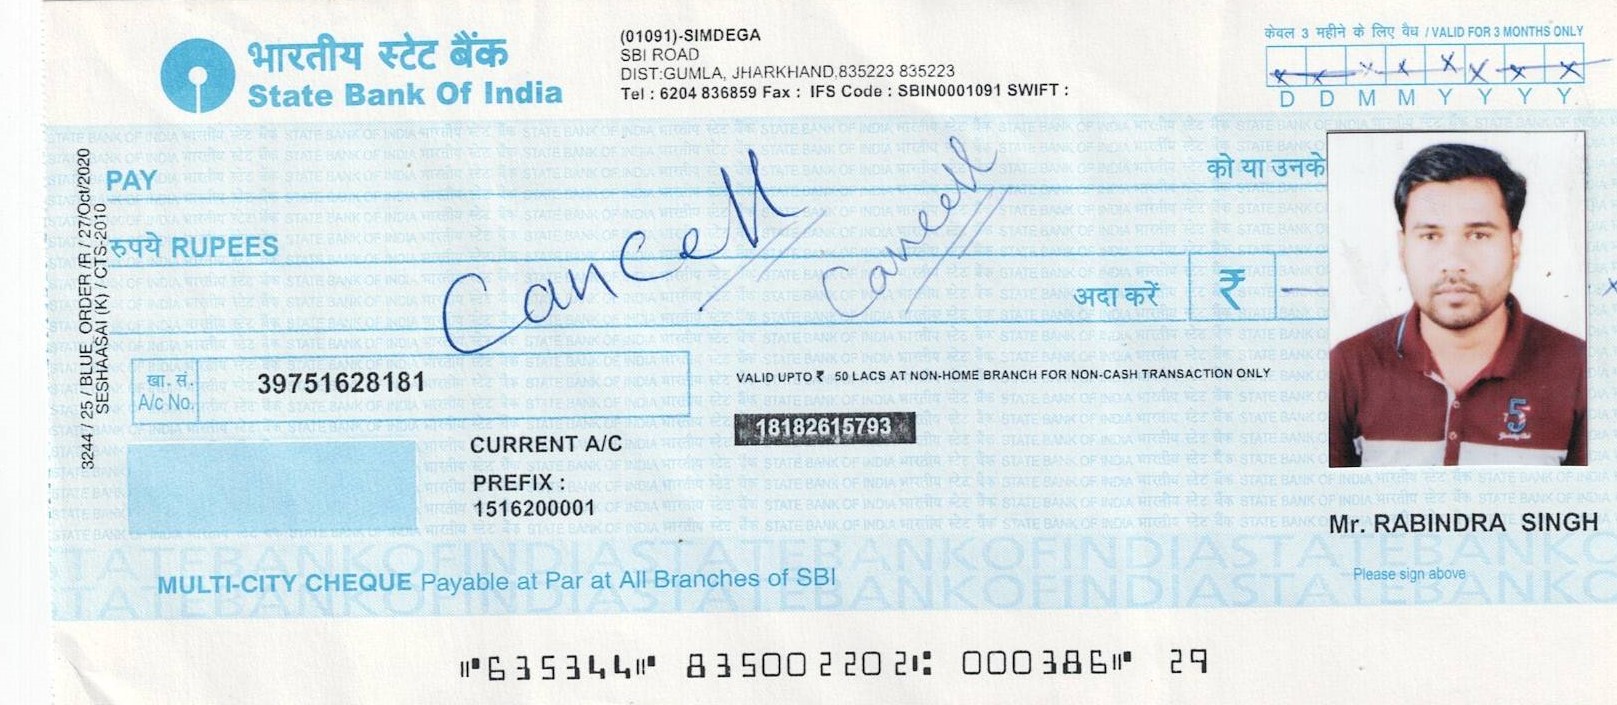 भारतीय स्टेट बैंक
State Bank Of India
(01091)-SIMDEGA
SBI ROAD
DIST:GUMLA, JHARKHAND,835223 835223
Tel : 6204 836859 Fax : IFS Code : SBIN0001091 SWIFT :
केवल 3 महीने के लिए वैध / VALID FOR 3 MONTHS ONLY
x x x x x x x x
D D M M Y Y Y Y
3244 / 25 / BLUE_ORDER /R / 27/Oct/2020
SESHAASAI (K) / CTS-2010
PAY
को या उनके
रुपये RUPEES
Cancell
Cancell
अदा करें ₹
खा. सं.
A/c No.
39751628181
VALID UPTO ₹ 50 LACS AT NON-HOME BRANCH FOR NON-CASH TRANSACTION ONLY
18182615793
CURRENT A/C
PREFIX :
1516200001
5
Mr. RABINDRA SINGH
MULTI-CITY CHEQUE Payable at Par at All Branches of SBI
Please sign above
STATEBANKOFINDIASTATEBANKOFINDIASTATEBANKO
⑈635344⑈ 835002202⑆ 000386⑈ 29